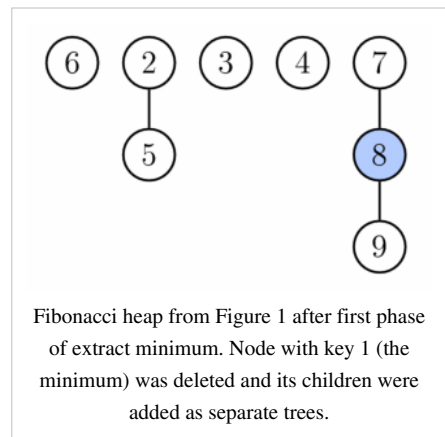 6 2 3 4 7
5 8
9
Fibonacci heap from Figure 1 after first phase
of extract minimum. Node with key 1 (the
minimum) was deleted and its children were
added as separate trees.